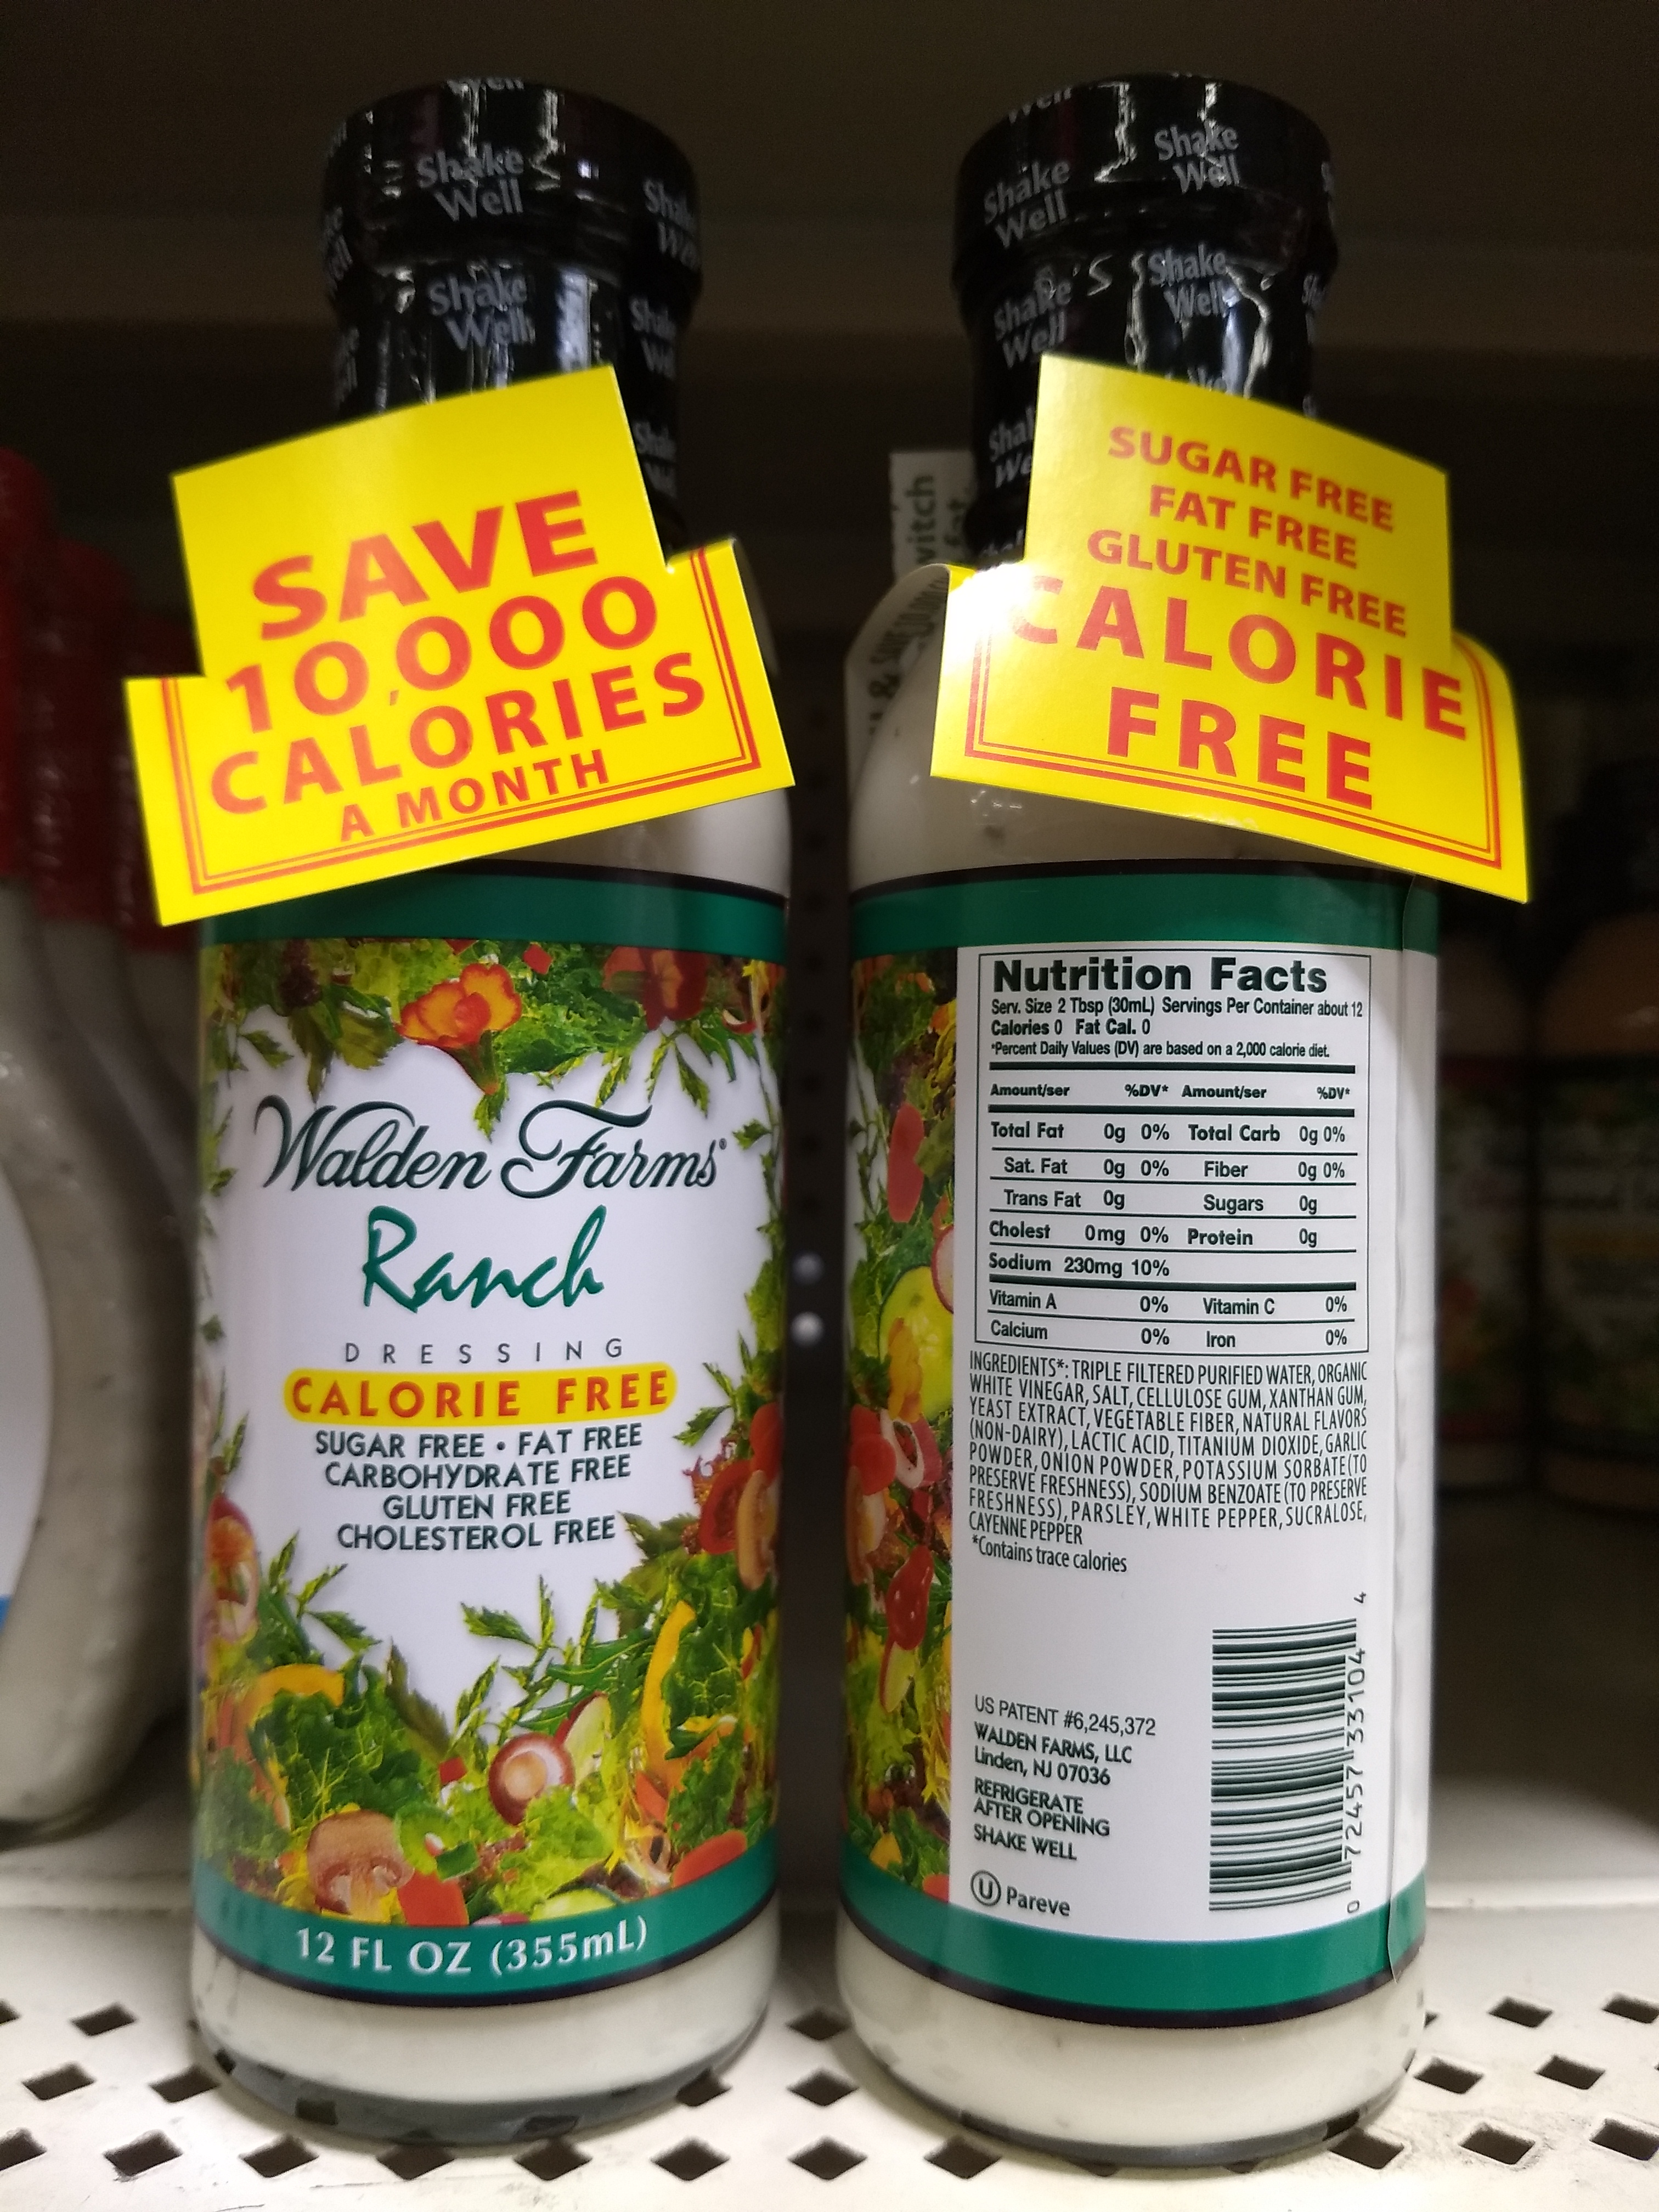 Shake
Well
Shake
Well
SAVE
10,000
CALORIES
A MONTH
Walden Farms®
Ranch
DRESSING
CALORIE FREE
SUGAR FREE • FAT FREE
CARBOHYDRATE FREE
GLUTEN FREE
CHOLESTEROL FREE
12 FL OZ (355mL)
Shake
Well
Shake
Well
Shake
Well
Shake
Well
SUGAR FREE
FAT FREE
GLUTEN FREE
CALORIE
FREE
Nutrition Facts
Serv. Size 2 Tbsp (30mL) Servings Per Container about 12
Calories 0 Fat Cal. 0
*Percent Daily Values (DV) are based on a 2,000 calorie diet.
Amount/ser %DV* Amount/ser %DV*
Total Fat 0g 0% Total Carb 0g 0%
Sat. Fat 0g 0% Fiber 0g 0%
Trans Fat 0g Sugars 0g
Cholest 0mg 0% Protein 0g
Sodium 230mg 10%
Vitamin A 0% Vitamin C 0%
Calcium 0% Iron 0%
INGREDIENTS*: TRIPLE FILTERED PURIFIED WATER, ORGANIC
WHITE VINEGAR, SALT, CELLULOSE GUM, XANTHAN GUM,
YEAST EXTRACT, VEGETABLE FIBER, NATURAL FLAVORS
(NON-DAIRY), LACTIC ACID, TITANIUM DIOXIDE, GARLIC
POWDER, ONION POWDER, POTASSIUM SORBATE (TO
PRESERVE FRESHNESS), SODIUM BENZOATE (TO PRESERVE
FRESHNESS), PARSLEY, WHITE PEPPER, SUCRALOSE,
CAYENNE PEPPER
*Contains trace calories
US PATENT #6,245,372
WALDEN FARMS, LLC
Linden, NJ 07036
REFRIGERATE
AFTER OPENING
SHAKE WELL
U Pareve
0 72457 33104 4